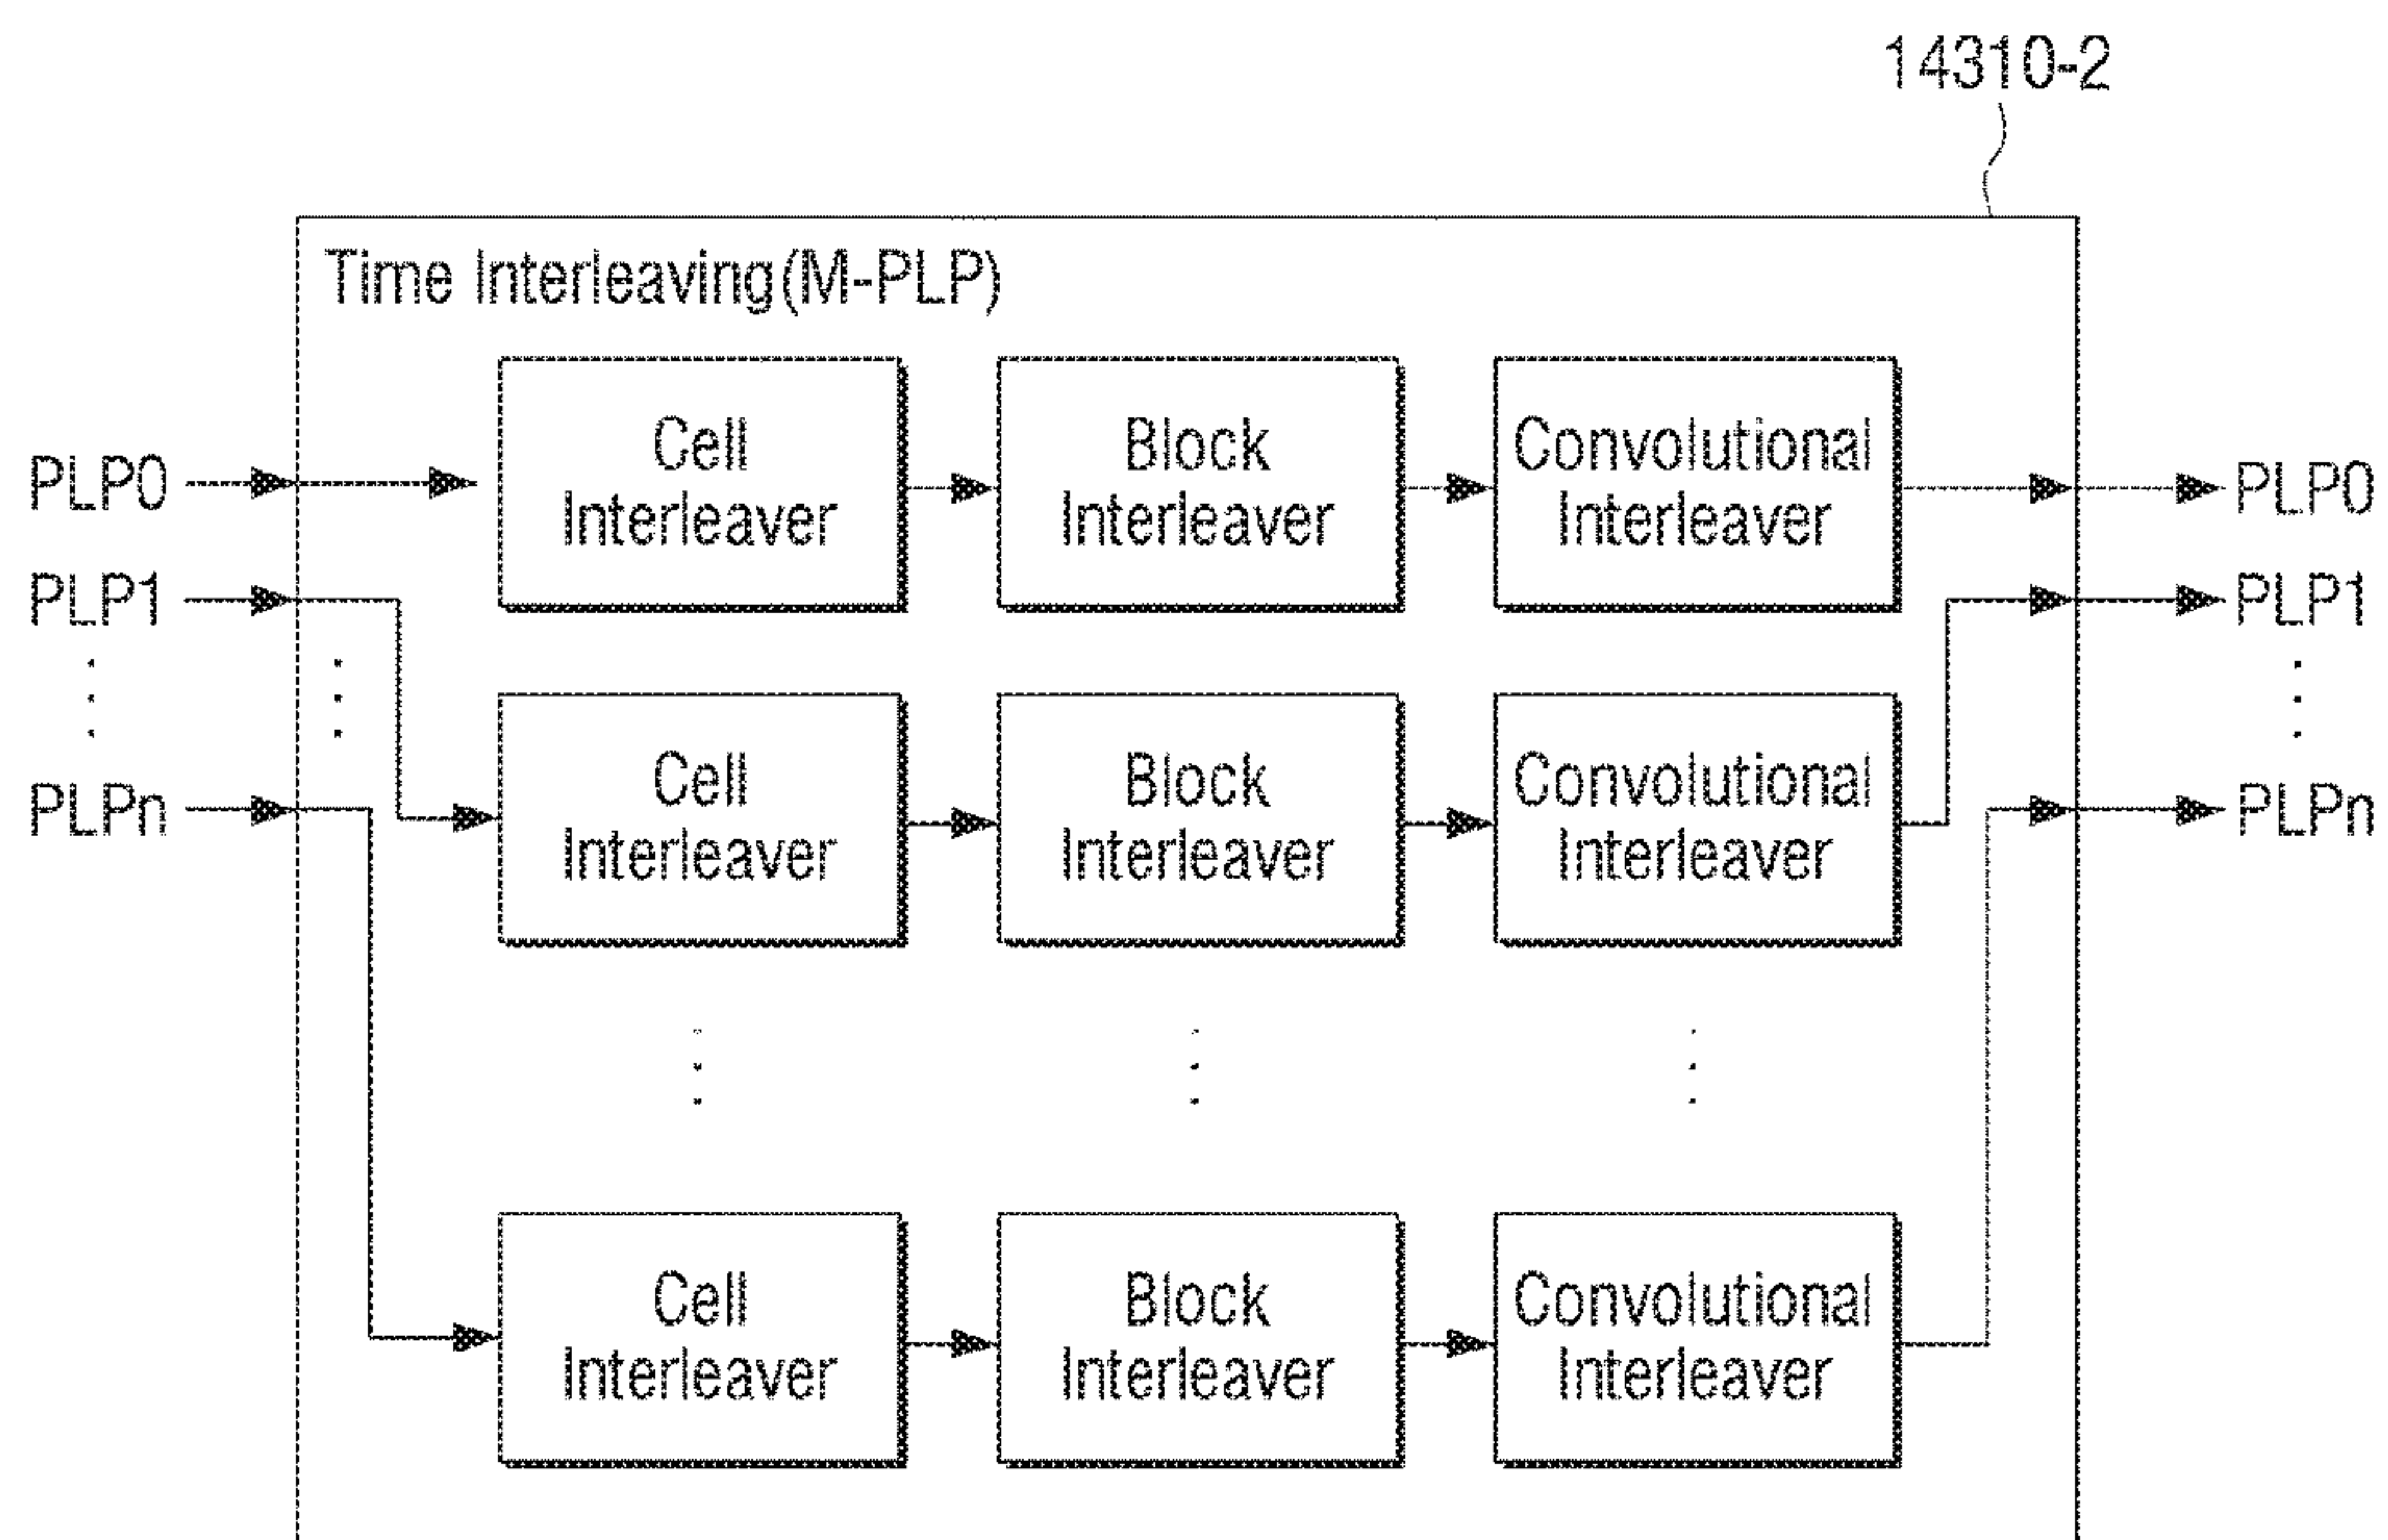 14310-2
Time Interleaving(M-PLP)
Cell
Interleaver
Block
Interleaver
Convolutional
Interleaver
PLP0
PLP0
PLP1
PLP1
Cell
Interleaver
Block
Interleaver
Convolutional
Interleaver
PLPn
PLPn
Cell
Interleaver
Block
Interleaver
Convolutional
Interleaver